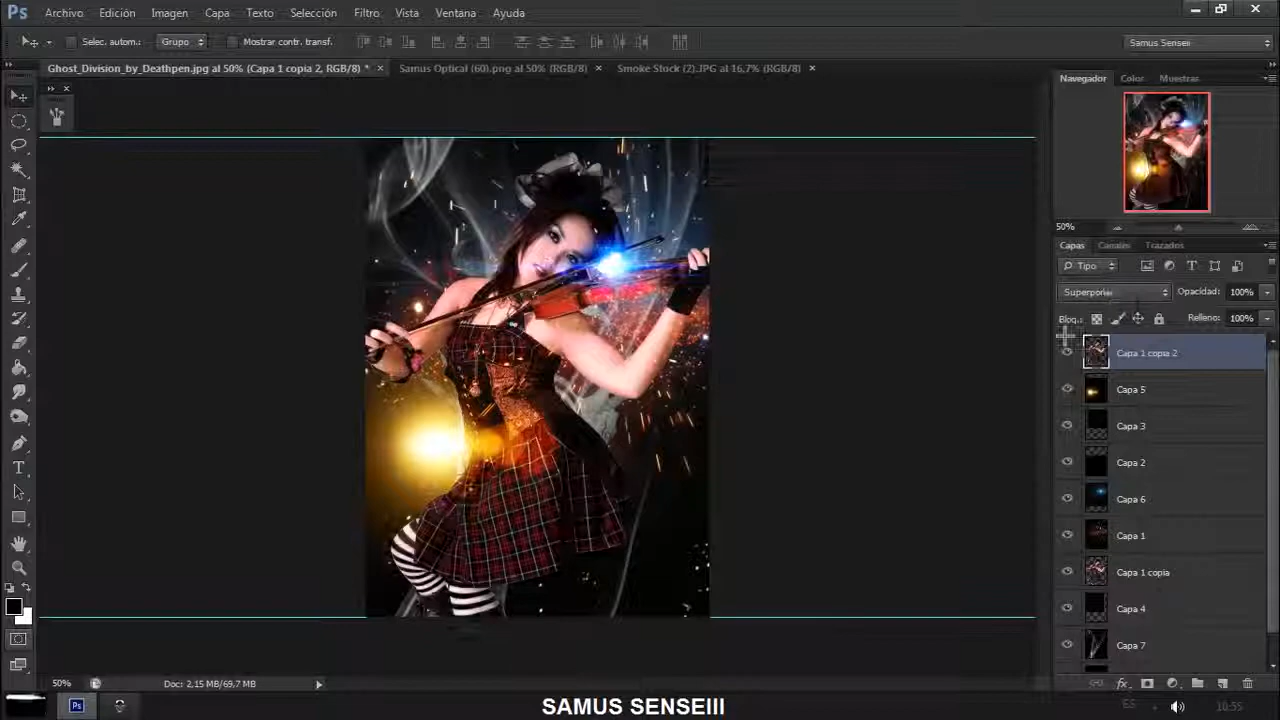 Ps Archivo Edición Imagen Capa Texto Selección Filtro Vista Ventana Ayuda
Selec. autom.: Grupo Mostrar contr. transf. Samus Senseii
Ghost_Division_by_Deathpen.jpg al 50% (Capa 1 copia 2, RGB/8) * Samus Optical (60).png al 50% (RGB/8) Smoke Stock (2).JPG al 16,7% (RGB/8)
Navegador Color Muestras
50%
Capas Canales Trazados
Tipo
Superponer Opacidad: 100%
Bloq.: Relleno: 100%
Capa 1 copia 2
Capa 5
Capa 3
Capa 2
Capa 6
Capa 1
Capa 1 copia
Capa 4
Capa 7
50% Doc: 2,15 MB/69,7 MB
Ps ES 10:55
SAMUS SENSEIII